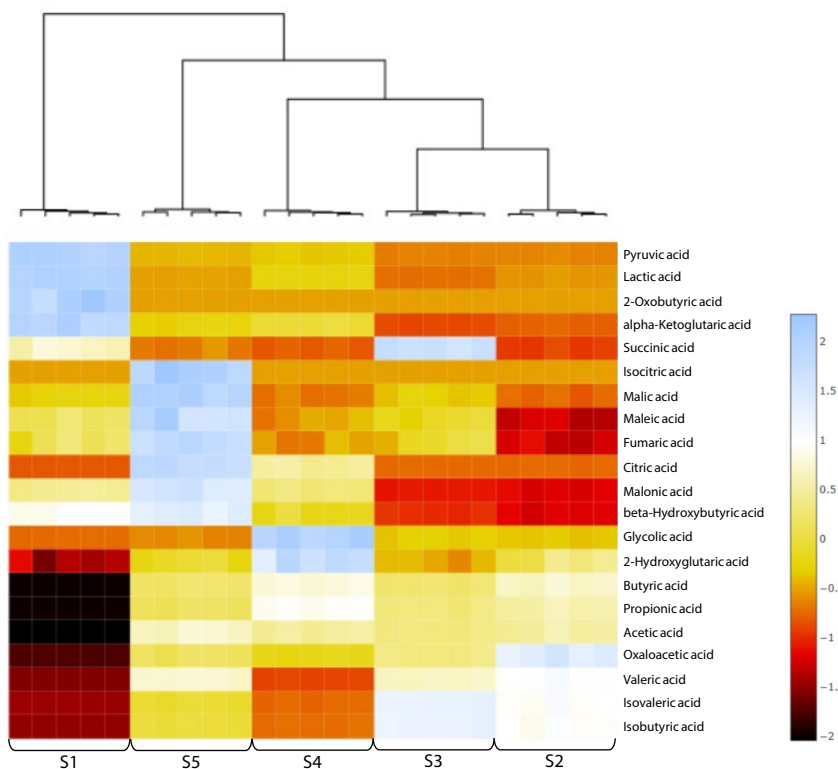 Pyruvic acid
Lactic acid
2-Oxobutyric acid
alpha-Ketoglutaric acid
Succinic acid
Isocitric acid
Malic acid
Maleic acid
Fumaric acid
Citric acid
Malonic acid
beta-Hydroxybutyric acid
Glycolic acid
2-Hydroxyglutaric acid
Butyric acid
Propionic acid
Acetic acid
Oxaloacetic acid
Valeric acid
Isovaleric acid
Isobutyric acid
2
1.5
1
0.5
0
−0.
−1
−1.
−2
S1 S5 S4 S3 S2